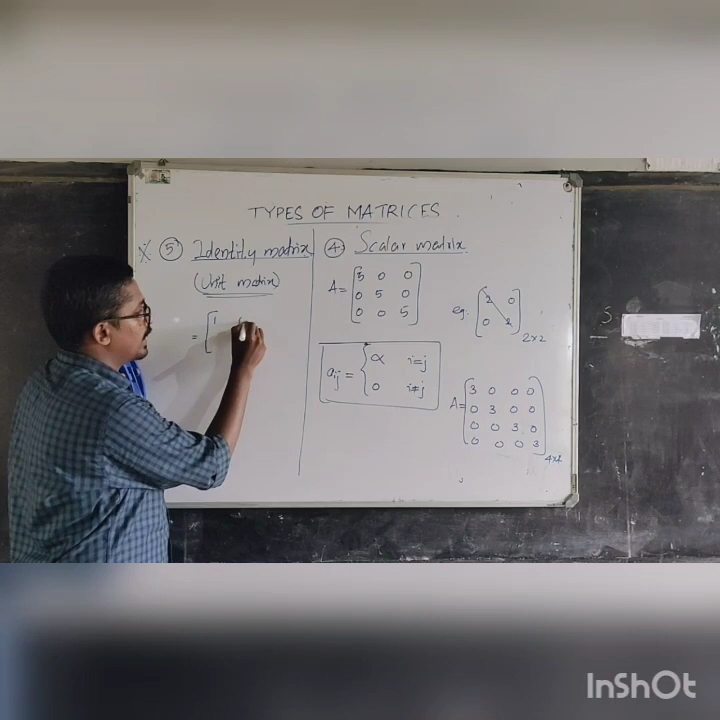 TYPES OF MATRICES
⑤ Identity matrix
(Unit matrix)
= [ 1
④ Scalar matrix
A = [ 5 0 0
0 5 0
0 0 5 ]
aij = { α i=j
0 i≠j
eg: [ 2 0
0 2 ] 2×2
A = [ 3 0 0 0
0 3 0 0
0 0 3 0
0 0 0 3 ] 4×2
InShOt